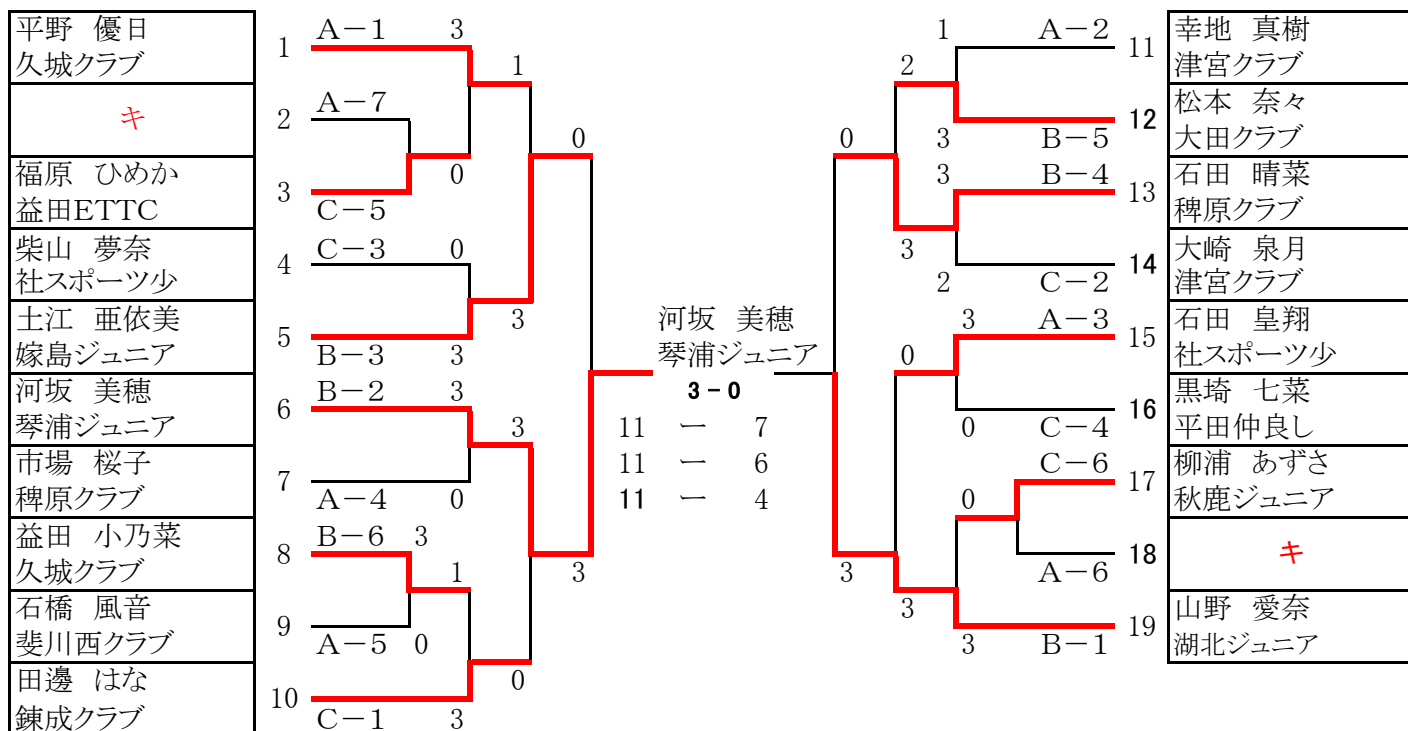 平野 優日
久城クラブ
1
A-1
3
キ
2
A-7
福原 ひめか
益田ETTC
3
C-5
0
1
柴山 夢奈
社スポーツ少
4
C-3
0
土江 亜依美
嫁島ジュニア
5
B-3
3
3
0
河坂 美穂
琴浦ジュニア
6
B-2
3
市場 桜子
稗原クラブ
7
A-4
0
3
益田 小乃菜
久城クラブ
8
B-6
3
石橋 風音
斐川西クラブ
9
A-5
0
1
田邊 はな
錬成クラブ
10
C-1
3
0
3
河坂 美穂
琴浦ジュニア
3-0
11 ー 7
11 ー 6
11 ー 4
1
A-2
11
幸地 真樹
津宮クラブ
2
3
B-5
12
松本 奈々
大田クラブ
0
3
B-4
13
石田 晴菜
稗原クラブ
3
2
C-2
14
大崎 泉月
津宮クラブ
3
A-3
15
石田 皇翔
社スポーツ少
0
0
C-4
16
黒埼 七菜
平田仲良し
C-6
17
柳浦 あずさ
秋鹿ジュニア
0
A-6
18
キ
3
3
3
B-1
19
山野 愛奈
湖北ジュニア